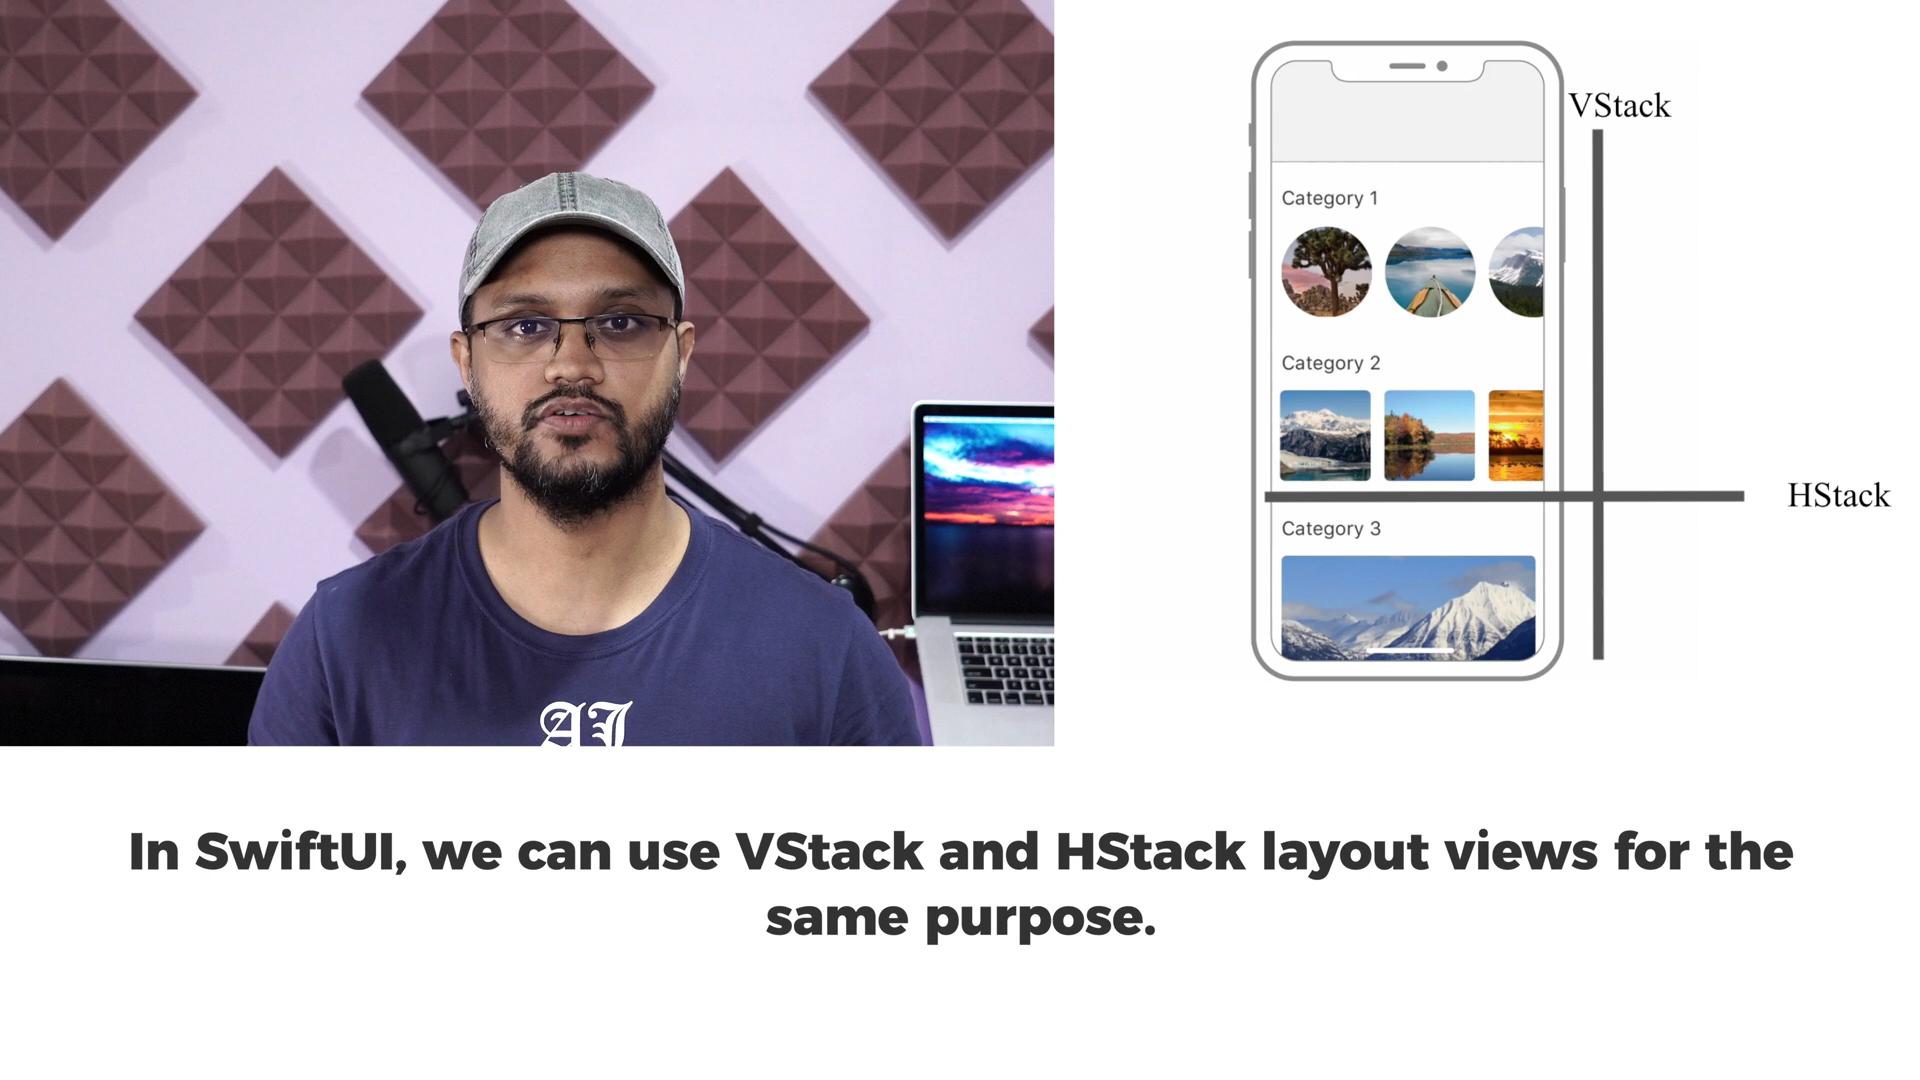 VStack
Category 1
Category 2
HStack
Category 3
AJ
In SwiftUI, we can use VStack and HStack layout views for the
same purpose.